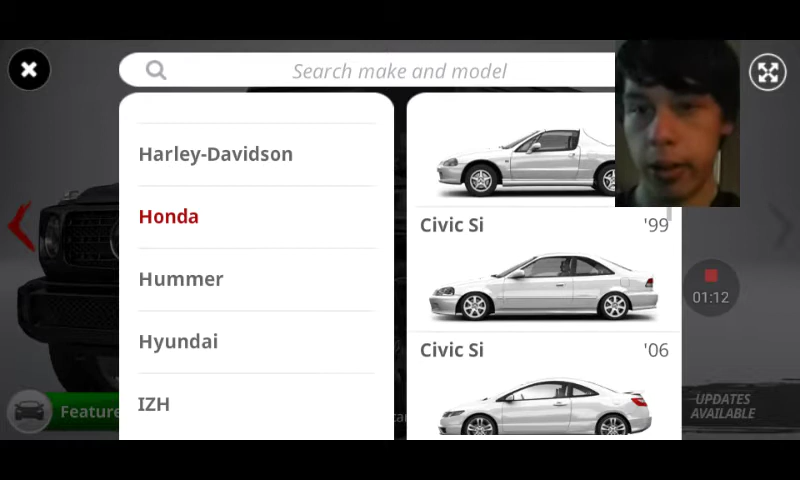 Search make and model
Harley-Davidson
Honda
Hummer
Hyundai
IZH
Civic Si '99
Civic Si '06
01:12
Feature
UPDATES
AVAILABLE